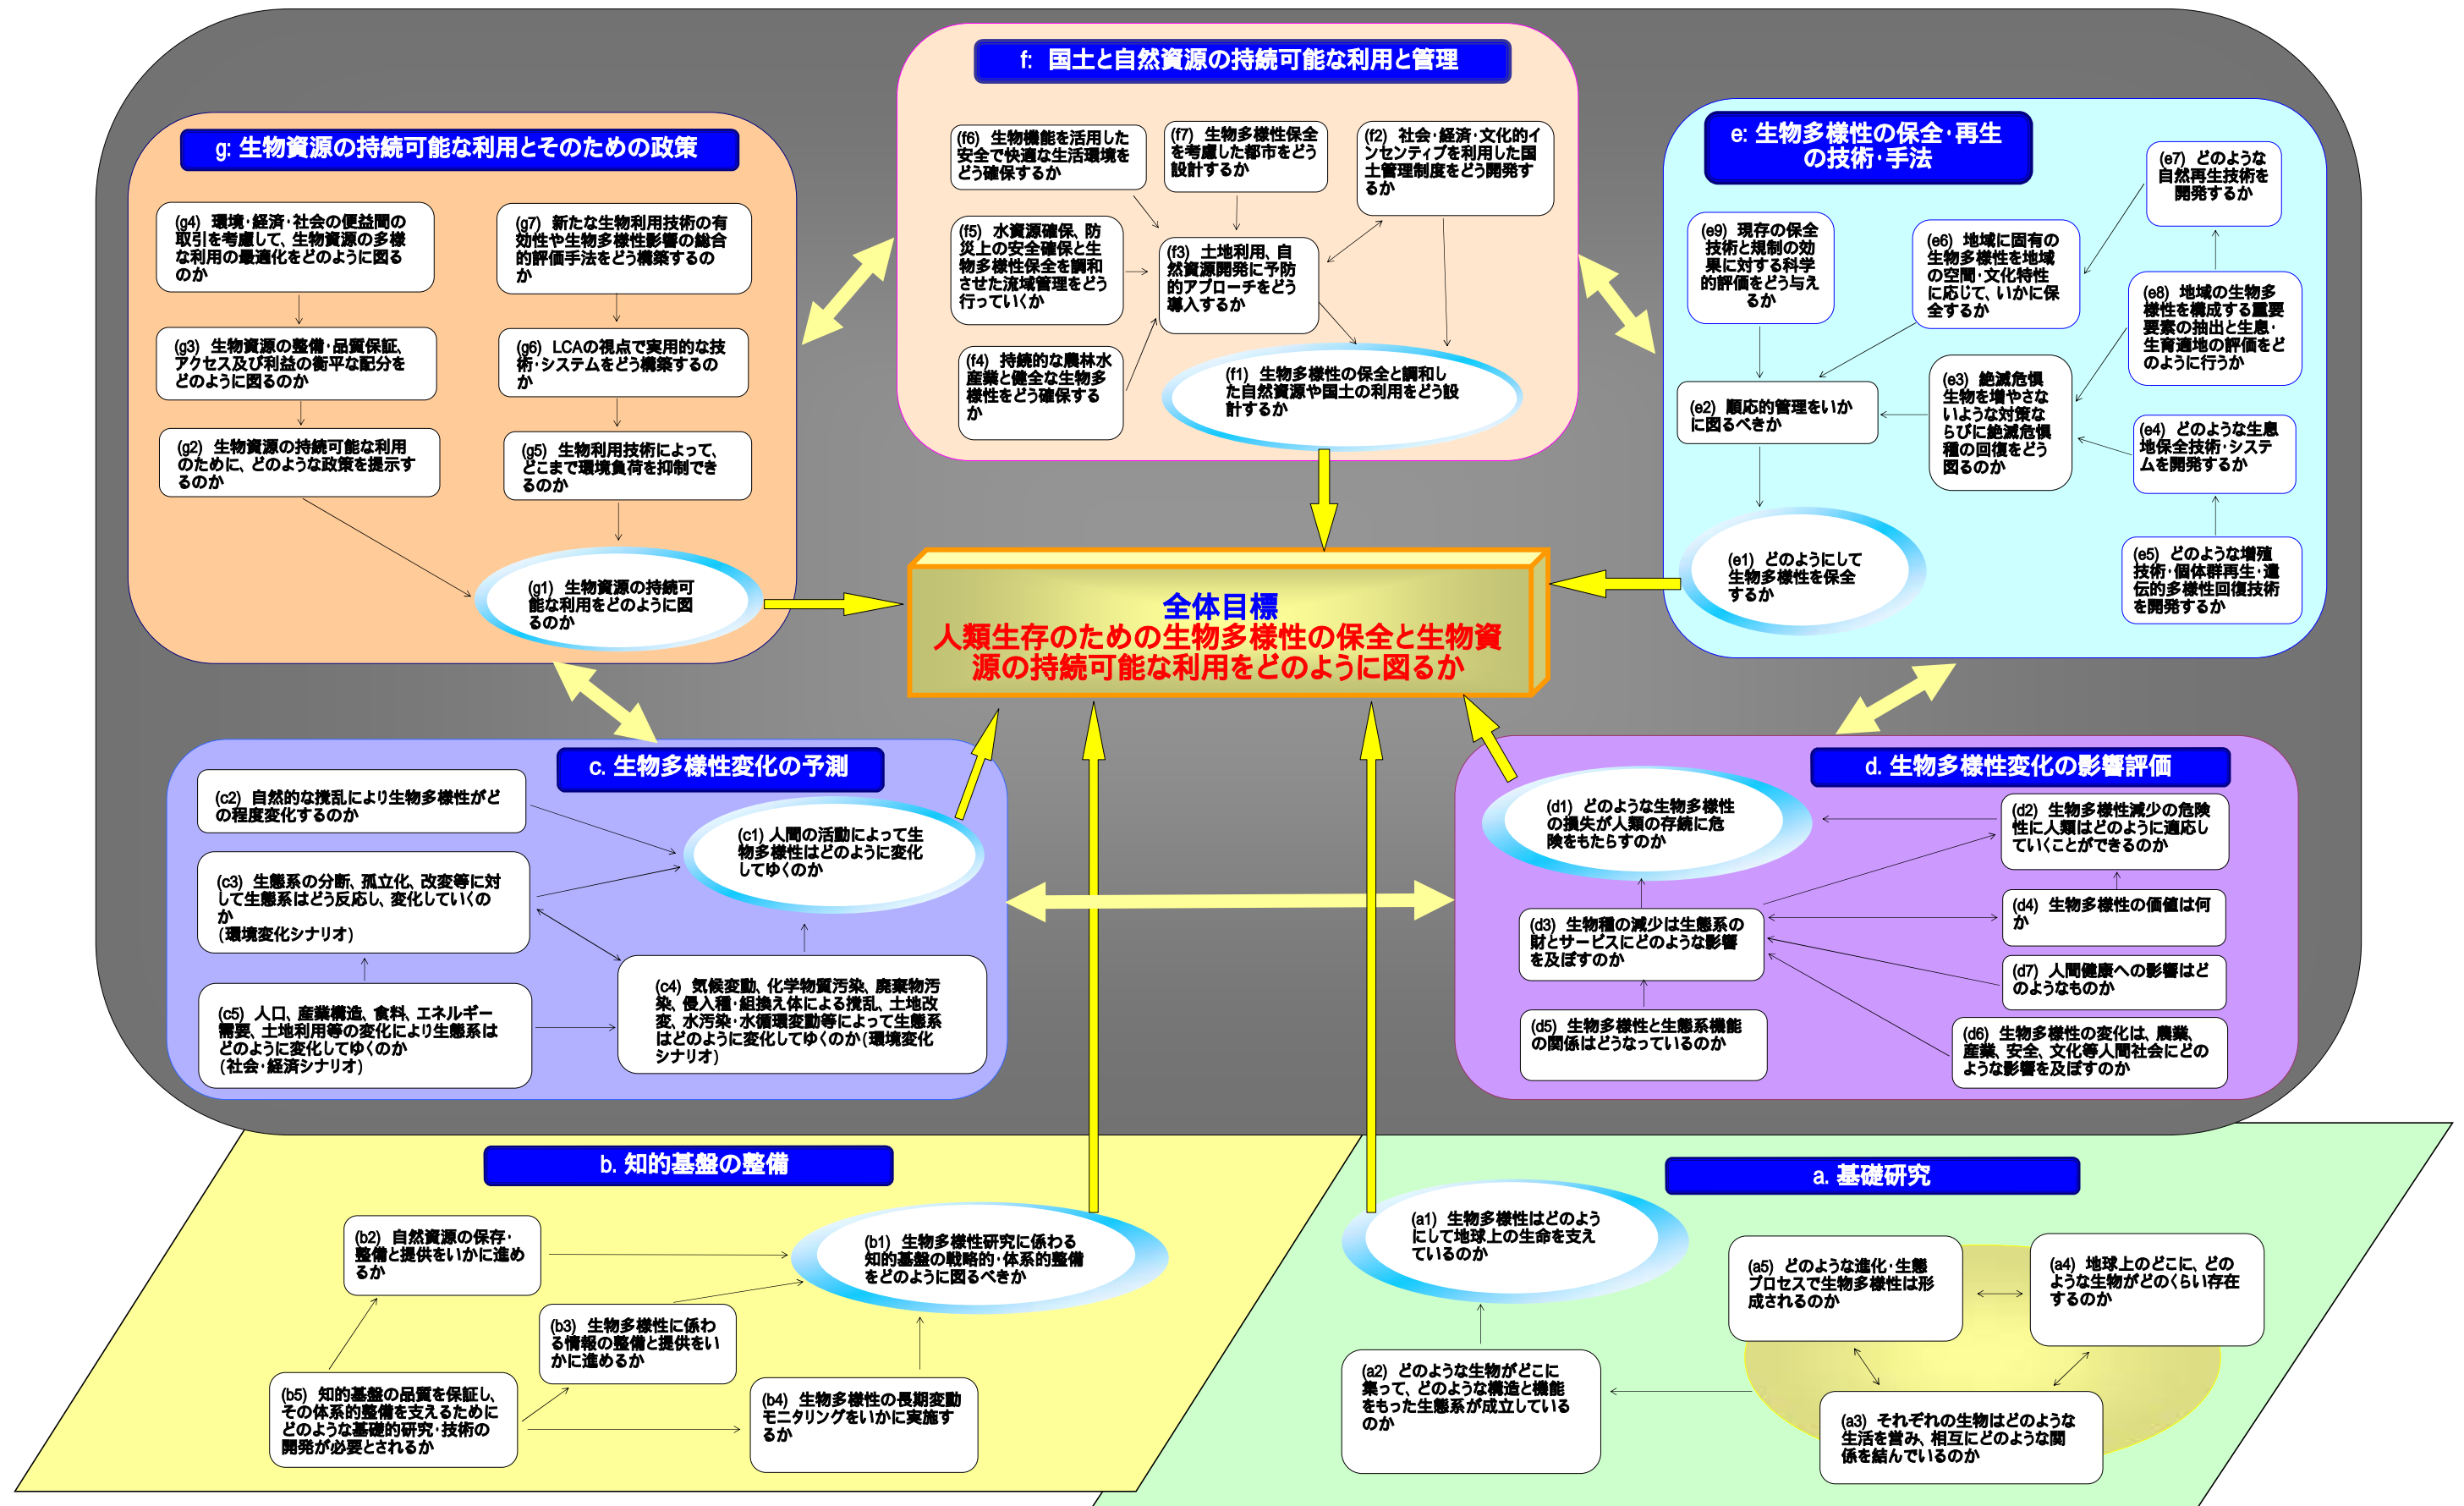 f: 国土と自然資源の持続可能な利用と管理
(f6) 生物機能を活用した
安全で快適な生活環境を
どう確保するか
(f7) 生物多様性保全
を考慮した都市をどう
設計するか
(f2) 社会・経済・文化的イ
ンセンティブを利用した国
土管理制度をどう開発す
るか
(f5) 水資源確保、防
災上の安全確保と生
物多様性保全を調和
させた流域管理をどう
行っていくか
(f3) 土地利用、自
然資源開発に予防
的アプローチをどう
導入するか
(f4) 持続的な農林水
産業と健全な生物多
様性をどう確保する
か
(f1) 生物多様性の保全と調和し
た自然資源や国土の利用をどう設
計するか
g: 生物資源の持続可能な利用とそのための政策
(g4) 環境・経済・社会の便益間の
取引を考慮して、生物資源の多様
な利用の最適化をどのように図る
のか
(g7) 新たな生物利用技術の有
効性や生物多様性影響の総合
的評価手法をどう構築するの
か
(g3) 生物資源の整備・品質保証、
アクセス及び利益の衡平な配分を
どのように図るのか
(g6) LCAの視点で実用的な技
術・システムをどう構築するの
か
(g2) 生物資源の持続可能な利用
のために、どのような政策を提示す
るのか
(g5) 生物利用技術によって、
どこまで環境負荷を抑制でき
るのか
(g1) 生物資源の持続可
能な利用をどのように図
るのか
e: 生物多様性の保全・再生
の技術・手法
(e7) どのような
自然再生技術を
開発するか
(e9) 現存の保全
技術と規制の効
果に対する科学
的評価をどう与え
るか
(e6) 地域に固有の
生物多様性を地域
の空間・文化特性
に応じて、いかに保
全するか
(e8) 地域の生物多
様性を構成する重要
要素の抽出と生息・
生育適地の評価をど
のように行うか
(e2) 順応的管理をいか
に図るべきか
(e3) 絶滅危惧
生物を増やさな
いような対策な
らびに絶滅危惧
種の回復をどう
図るのか
(e4) どのような生息
地保全技術・システ
ムを開発するか
(e1) どのようにして
生物多様性を保全
するか
(e5) どのような増殖
技術・個体群再生・遺
伝的多様性回復技術
を開発するか
全体目標
人類生存のための生物多様性の保全と生物資
源の持続可能な利用をどのように図るか
c. 生物多様性変化の予測
(c2) 自然的な撹乱により生物多様性がど
の程度変化するのか
(c1) 人間の活動によって生
物多様性はどのように変化
してゆくのか
(c3) 生態系の分断、孤立化、改変等に対
して生態系はどう反応し、変化していくの
か
（環境変化シナリオ）
(c5) 人口、産業構造、食料、エネルギー
需要、土地利用等の変化により生態系は
どのように変化してゆくのか
（社会・経済シナリオ）
(c4) 気候変動、化学物質汚染、廃棄物汚
染、侵入種・組換え体による撹乱、土地改
変、水汚染・水循環変動等によって生態系
はどのように変化してゆくのか（環境変化
シナリオ）
d. 生物多様性変化の影響評価
(d1) どのような生物多様性
の損失が人類の存続に危
険をもたらすのか
(d2) 生物多様性減少の危険
性に人類はどのように適応し
ていくことができるのか
(d3) 生物種の減少は生態系の
財とサービスにどのような影響
を及ぼすのか
(d4) 生物多様性の価値は何
か
(d7) 人間健康への影響はど
のようなものか
(d5) 生物多様性と生態系機能
の関係はどうなっているのか
(d6) 生物多様性の変化は、農業、
産業、安全、文化等人間社会にどの
ような影響を及ぼすのか
b. 知的基盤の整備
(b2) 自然資源の保存・
整備と提供をいかに進め
るか
(b1) 生物多様性研究に係わる
知的基盤の戦略的・体系的整備
をどのように図るべきか
(b3) 生物多様性に係わ
る情報の整備と提供をい
かに進めるか
(b5) 知的基盤の品質を保証し、
その体系的整備を支えるために
どのような基礎的研究・技術の
開発が必要とされるか
(b4) 生物多様性の長期変動
モニタリングをいかに実施す
るか
a. 基礎研究
(a1) 生物多様性はどのよう
にして地球上の生命を支え
ているのか
(a5) どのような進化・生態
プロセスで生物多様性は形
成されるのか
(a4) 地球上のどこに、どの
ような生物がどのくらい存在
するのか
(a2) どのような生物がどこに
集って、どのような構造と機能
をもった生態系が成立している
のか
(a3) それぞれの生物はどのような
生活を営み、相互にどのような関
係を結んでいるのか